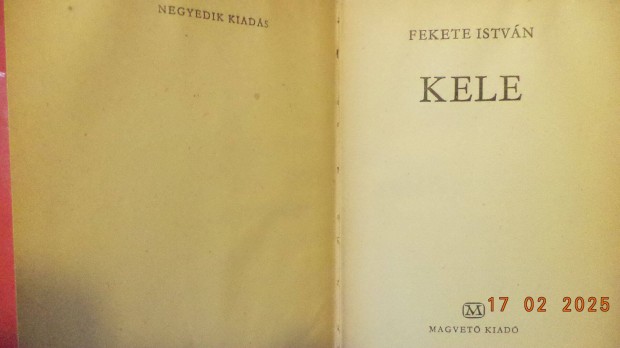 NEGYEDIK KIADÁS
FEKETE ISTVÁN
KELE
M
17 02 2025
MAGVETŐ KIADÓ